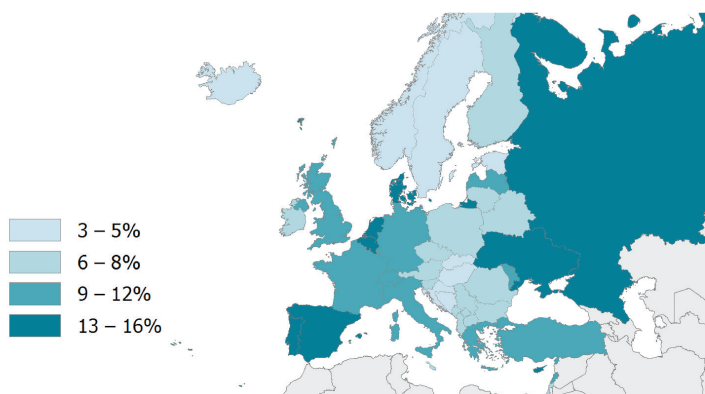 3 – 5%
6 – 8%
9 – 12%
13 – 16%